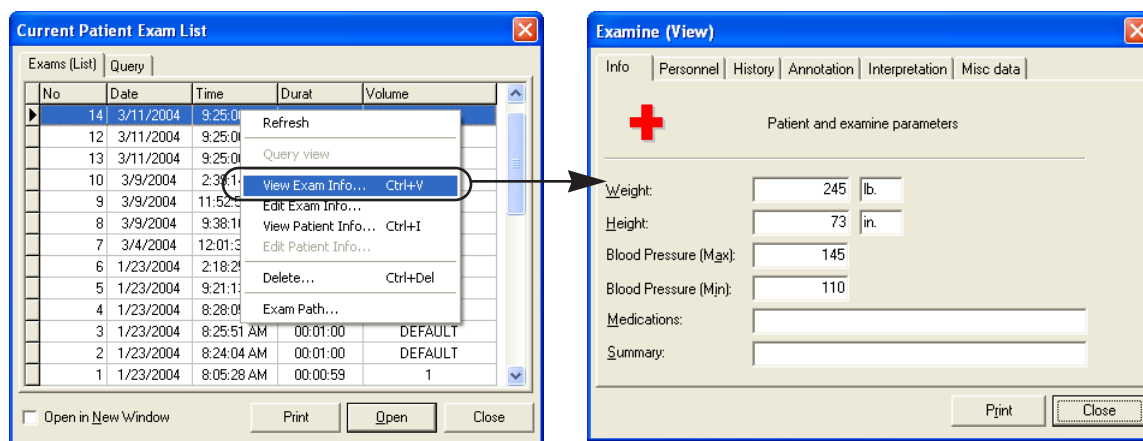 Current Patient Exam List
Exams (List) Query
No Date Time Durat Volume
14 3/11/2004 9:25:0
12 3/11/2004 9:25:0
13 3/11/2004 9:25:0
10 3/9/2004 2:39:1
9 3/9/2004 11:52:5
8 3/9/2004 9:38:1
7 3/4/2004 12:01:3
6 1/23/2004 2:18:2
5 1/23/2004 9:21:1
4 1/23/2004 8:28:0
3 1/23/2004 8:25:51 AM 00:01:00 DEFAULT
2 1/23/2004 8:24:04 AM 00:01:00 DEFAULT
1 1/23/2004 8:05:28 AM 00:00:59 1
Refresh
Query view
View Exam Info... Ctrl+V
Edit Exam Info...
View Patient Info... Ctrl+I
Edit Patient Info...
Delete... Ctrl+Del
Exam Path...
Open in New Window Print Open Close
Examine (View)
Info Personnel History Annotation Interpretation Misc data
Patient and examine parameters
Weight: 245 lb.
Height: 73 in.
Blood Pressure (Max): 145
Blood Pressure (Min): 110
Medications:
Summary:
Print Close